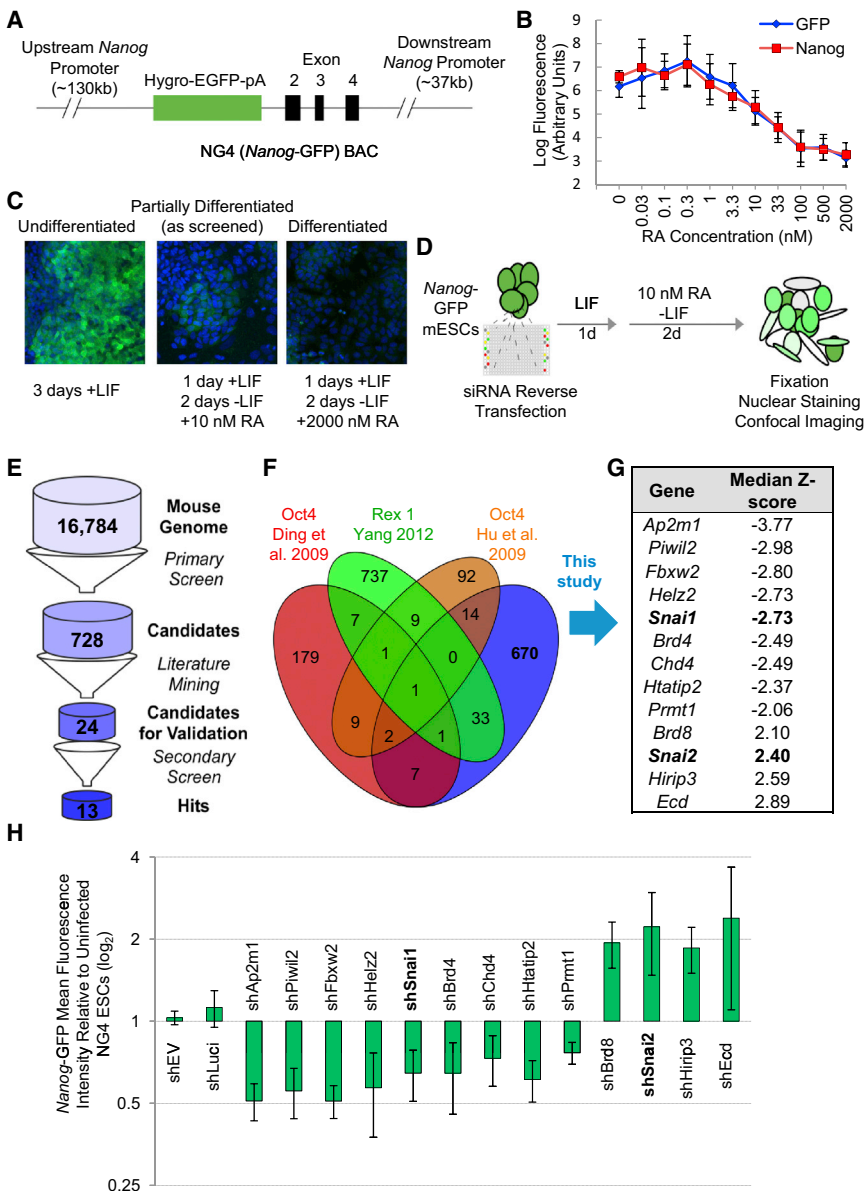 A
Upstream Nanog
Promoter
(~130kb)
Hygro-EGFP-pA
Exon
2 3 4
Downstream
Nanog Promoter
(~37kb)
NG4 (Nanog-GFP) BAC
B
Log Fluorescence
(Arbitrary Units)
9
8
7
6
5
4
3
2
GFP
Nanog
0 0.03 0.1 0.3 1 3.3 10 33 100 500 2000
RA Concentration (nM)
C
Undifferentiated
Partially Differentiated
(as screened)
Differentiated
3 days +LIF
1 day +LIF
2 days -LIF
+10 nM RA
1 days +LIF
2 days -LIF
+2000 nM RA
D
Nanog-
GFP
mESCs
siRNA Reverse
Transfection
LIF
1d
10 nM RA
-LIF
2d
Fixation
Nuclear Staining
Confocal Imaging
E
16,784
Mouse
Genome
Primary
Screen
728
Candidates
Literature
Mining
24
Candidates
for Validation
Secondary
Screen
13
Hits
F
Oct4
Ding et
al. 2009
Rex 1
Yang 2012
Oct4
Hu et al.
2009
This
study
737
92
7
9
14
179
1
0
670
1
9
2
1
33
7
G
Gene Median Z-
score
Ap2m1 -3.77
Piwil2 -2.98
Fbxw2 -2.80
Helz2 -2.73
Snai1 -2.73
Brd4 -2.49
Chd4 -2.49
Htatip2 -2.37
Prmt1 -2.06
Brd8 2.10
Snai2 2.40
Hirip3 2.59
Ecd 2.89
H
Nanog-GFP Mean Fluorescence
Intensity Relative to Uninfected
NG4 ESCs (log2)
4
2
1
0.5
0.25
shEV
shLuci
shAp2m1
shPiwil2
shFbxw2
shHelz2
shSnai1
shBrd4
shChd4
shHtatip2
shPrmt1
shBrd8
shSnai2
shHirip3
shEcd